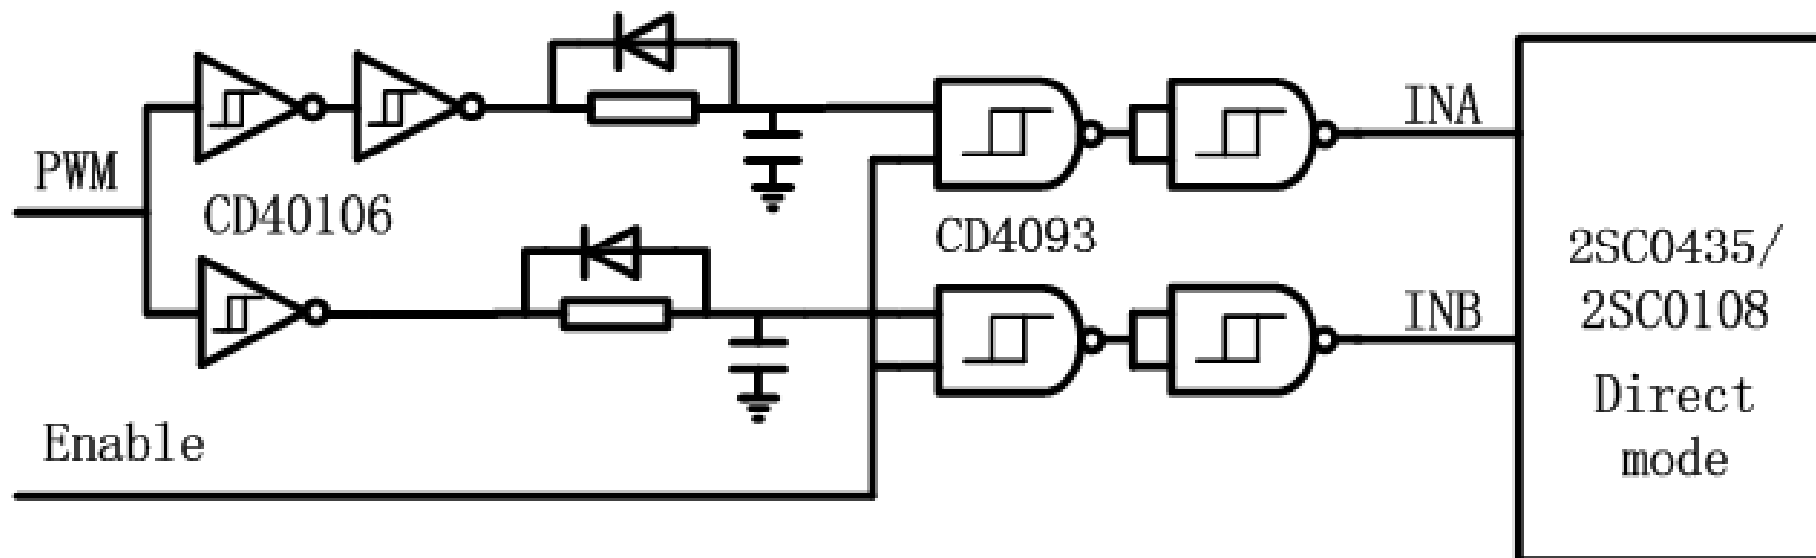 PWM
CD40106
Enable
CD4093
INA
INB
2SC0435/
2SC0108
Direct
mode